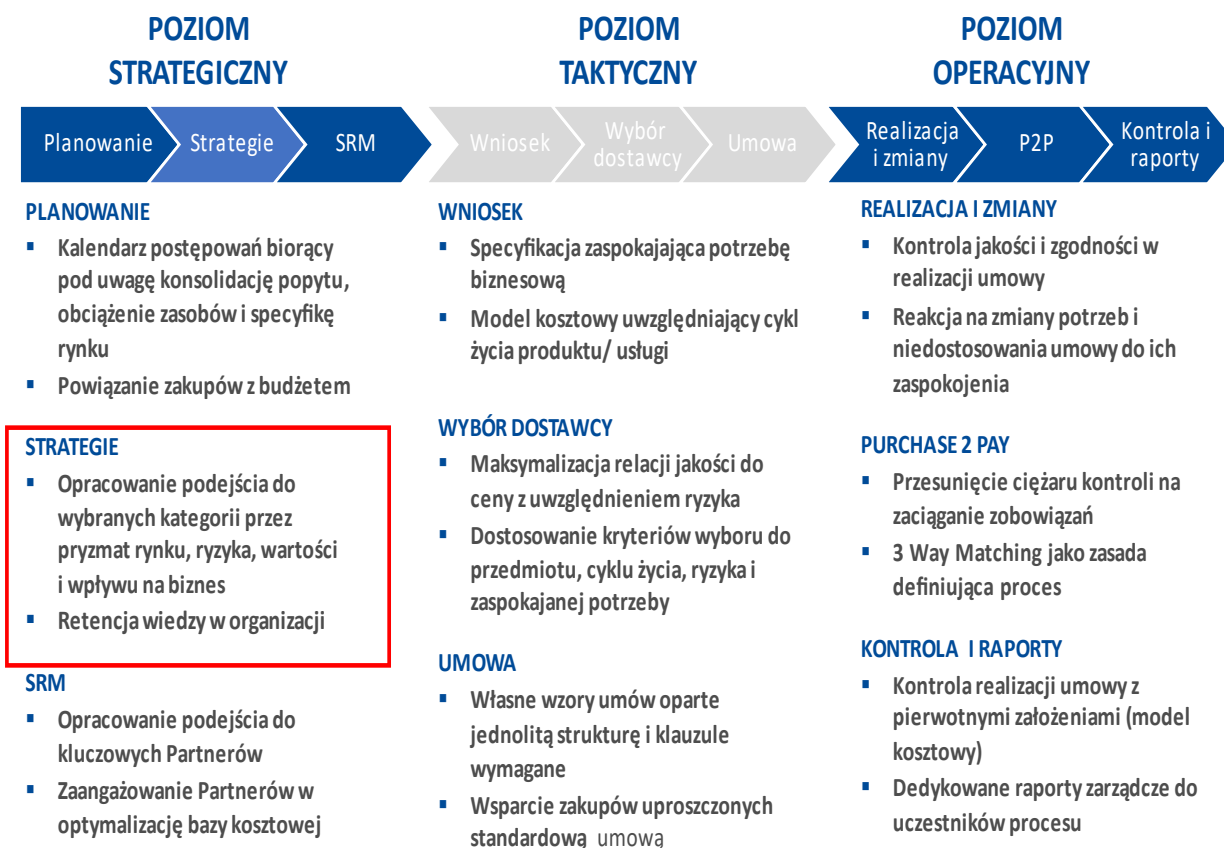 POZIOM
STRATEGICZNY
POZIOM
TAKTYCZNY
POZIOM
OPERACYJNY
Planowanie
Strategie
SRM
Wniosek
Wybór
dostawcy
Umowa
Realizacja
i zmiany
P2P
Kontrola i
raporty
PLANOWANIE
▪ Kalendarz postępowań biorący
pod uwagę konsolidację popytu,
obciążenie zasobów i specyfikę
rynku
▪ Powiązanie zakupów z budżetem
STRATEGIE
▪ Opracowanie podejścia do
wybranych kategorii przez
pryzmat rynku, ryzyka, wartości
i wpływu na biznes
▪ Retencja wiedzy w organizacji
SRM
▪ Opracowanie podejścia do
kluczowych Partnerów
▪ Zaangażowanie Partnerów w
optymalizację bazy kosztowej
WNIOSEK
▪ Specyfikacja zaspokajająca potrzebę
biznesową
▪ Model kosztowy uwzględniający cykl
życia produktu/ usługi
WYBÓR DOSTAWCY
▪ Maksymalizacja relacji jakości do
ceny z uwzględnieniem ryzyka
▪ Dostosowanie kryteriów wyboru do
przedmiotu, cyklu życia, ryzyka i
zaspokajanej potrzeby
UMOWA
▪ Własne wzory umów oparte
jednolitą strukturę i klauzule
wymagane
▪ Wsparcie zakupów uproszczonych
standardową umową
REALIZACJA I ZMIANY
▪ Kontrola jakości i zgodności w
realizacji umowy
▪ Reakcja na zmiany potrzeb i
niedostosowania umowy do ich
zaspokojenia
PURCHASE 2 PAY
▪ Przesunięcie ciężaru kontroli na
zaciąganie zobowiązań
▪ 3 Way Matching jako zasada
definiująca proces
KONTROLA I RAPORTY
▪ Kontrola realizacji umowy z
pierwotnymi założeniami (model
kosztowy)
▪ Dedykowane raporty zarządcze do
uczestników procesu